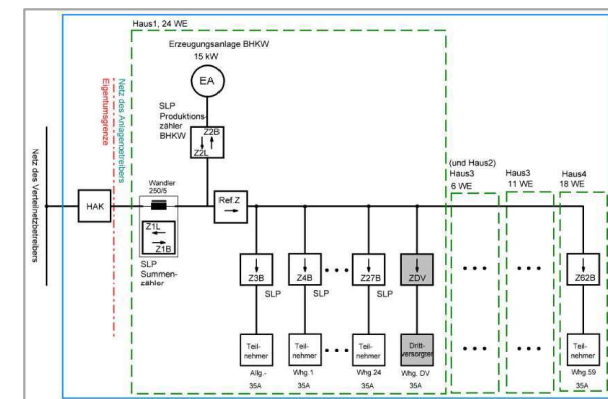 Haus1, 24 WE
Erzeugungsanlage BHKW
15 kW
EA
SLP
Produktions-
zähler
BHKW
Z2B
Z2L
Netz des Verteilnetzbetreibers
HAK
Eigentumsgrenze
Netz des Anlagenbetreibers
Wandler
250/5
Z1L
Z1B
SLP
Summen-
zähler
Ref.Z
(und Haus2)
Haus3
6 WE
Haus3
11 WE
Haus4
18 WE
Z3B
SLP
Z4B
SLP
Z27B
SLP
ZDV
Z62B
Teil-
nehmer
Teil-
nehmer
Teil-
nehmer
Dritt-
versorgter
Teil-
nehmer
Allg.-
Whg.1
Whg.24
Whg. DV
Whg.59
35A
35A
35A
35A
35A